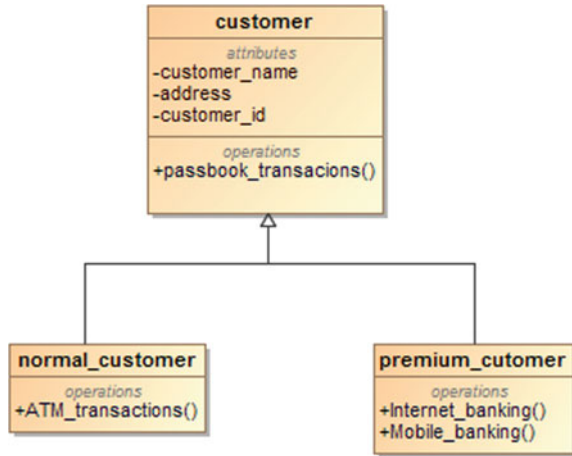 customer
attributes
-customer_name
-address
-customer_id
operations
+passbook_transacions()
normal_customer
operations
+ATM_transactions()
premium_cutomer
operations
+Internet_banking()
+Mobile_banking()